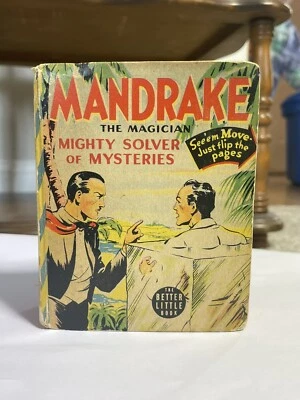 MANDRAKE
THE MAGICIAN
MIGHTY SOLVER
OF MYSTERIES
See'em Move-
Just flip the
pages
THE
BETTER
LITTLE
BOOK